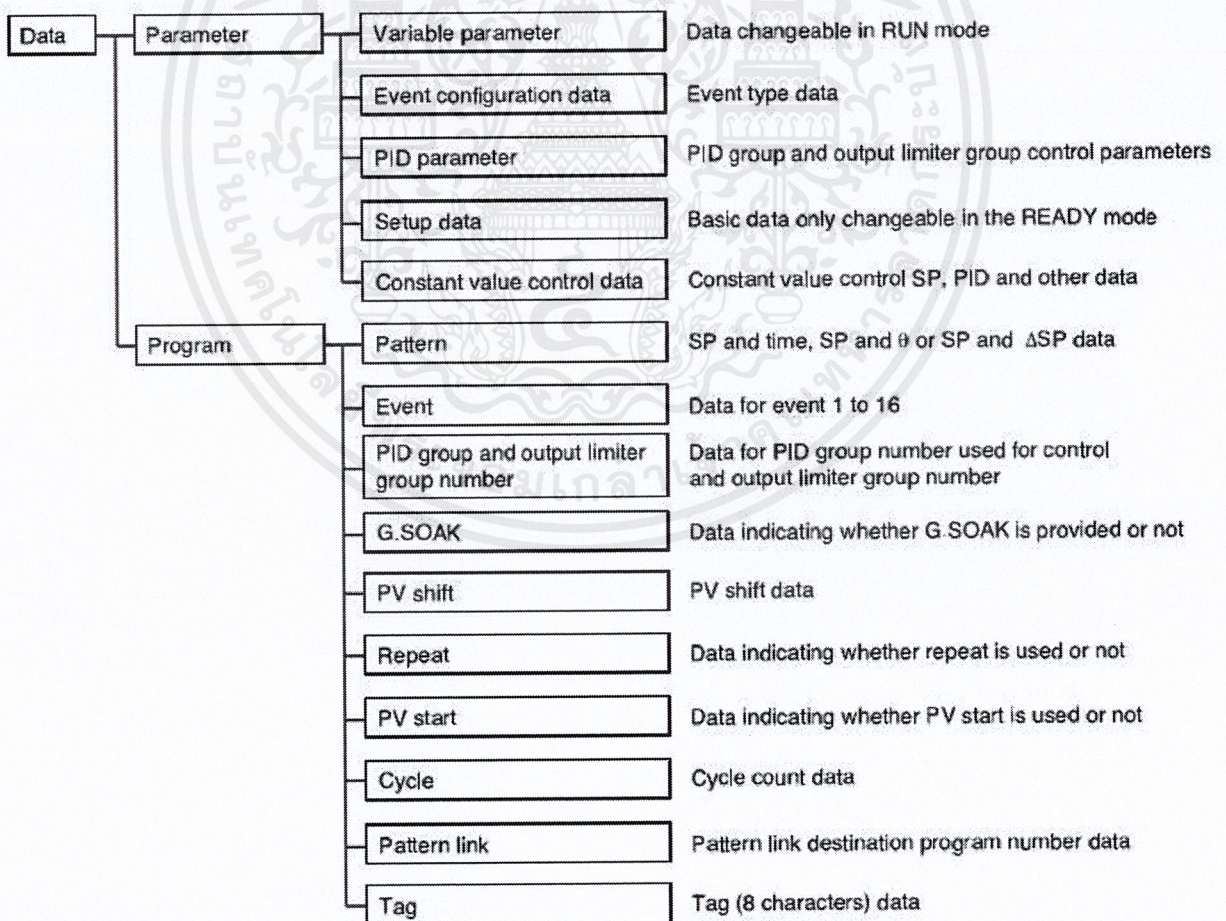 Data
Parameter
Variable parameter
Data changeable in RUN mode
Event configuration data
Event type data
PID parameter
PID group and output limiter group control parameters
Setup data
Basic data only changeable in the READY mode
Constant value control data
Constant value control SP, PID and other data
Program
Pattern
SP and time, SP and θ or SP and ΔSP data
Event
Data for event 1 to 16
PID group and output limiter
group number
Data for PID group number used for control
and output limiter group number
G.SOAK
Data indicating whether G.SOAK is provided or not
PV shift
PV shift data
Repeat
Data indicating whether repeat is used or not
PV start
Data indicating whether PV start is used or not
Cycle
Cycle count data
Pattern link
Pattern link destination program number data
Tag
Tag (8 characters) data